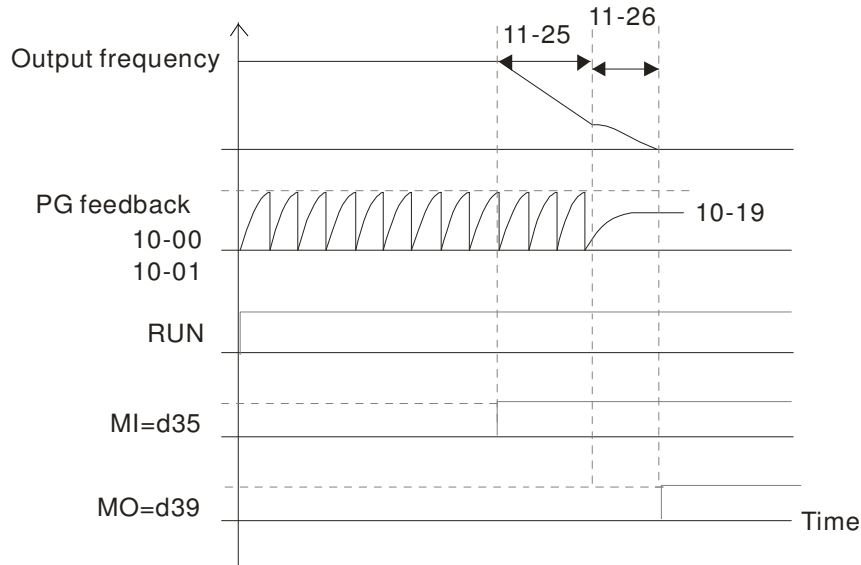 11-26
11-25
Output frequency
PG feedback
10-00
10-01
10-19
RUN
MI=d35
MO=d39
Time